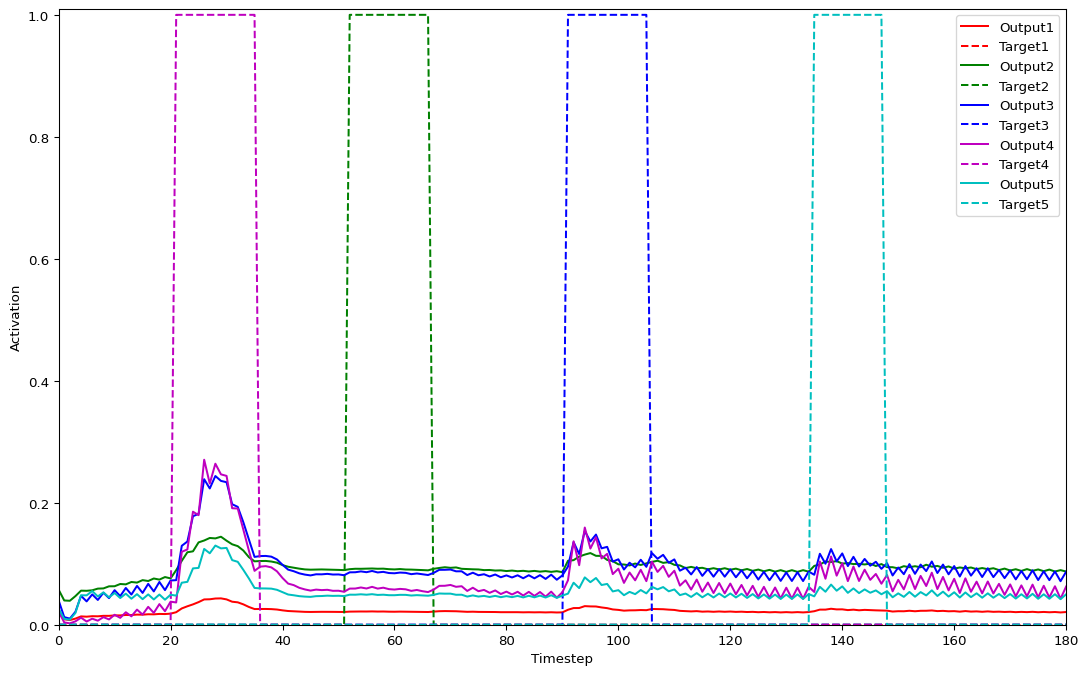 1.0
0.8
0.6
0.4
0.2
0.0
Activation
0 20 40 60 80 100 120 140 160 180
Timestep
Output1
Target1
Output2
Target2
Output3
Target3
Output4
Target4
Output5
Target5